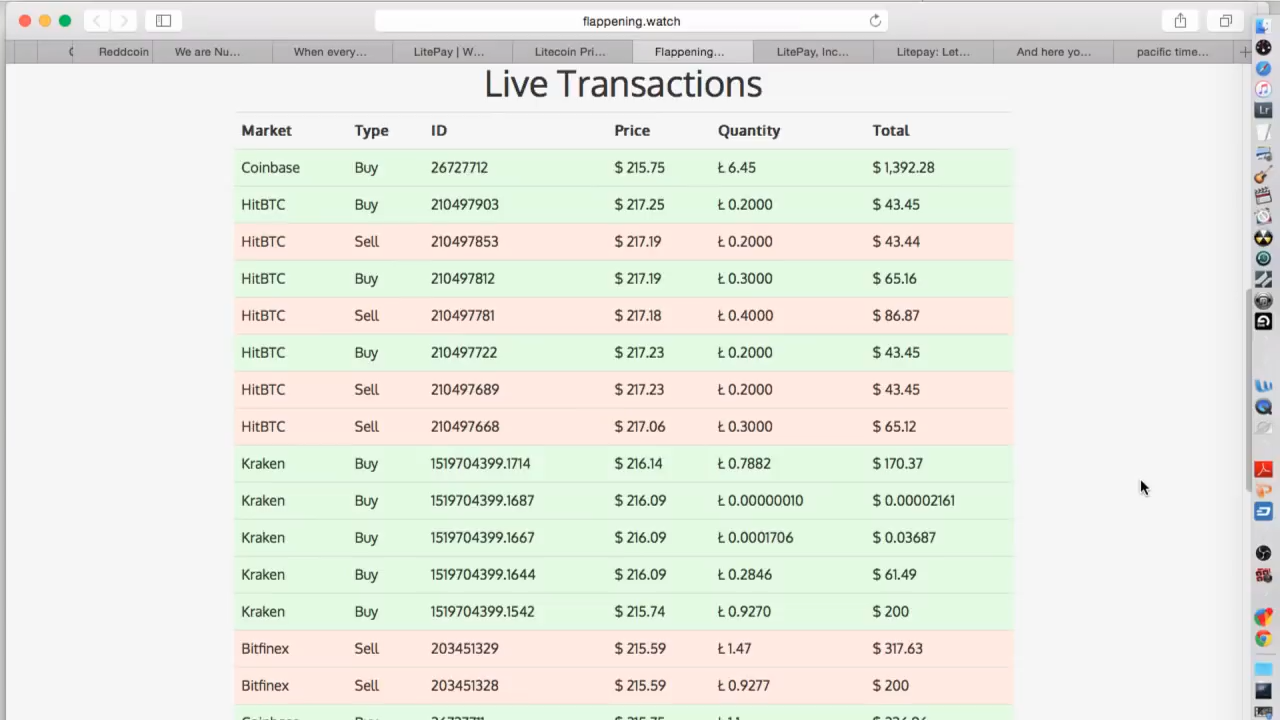 flappening.watch
Reddcoin We are Nu... When every... LitePay | W... Litecoin Pri... Flappening... LitePay, Inc... Litepay: Let... And here yo... pacific time...
Live Transactions
Market Type ID Price Quantity Total
Coinbase Buy 26727712 $ 215.75 Ł 6.45 $ 1,392.28
HitBTC Buy 210497903 $ 217.25 Ł 0.2000 $ 43.45
HitBTC Sell 210497853 $ 217.19 Ł 0.2000 $ 43.44
HitBTC Buy 210497812 $ 217.19 Ł 0.3000 $ 65.16
HitBTC Sell 210497781 $ 217.18 Ł 0.4000 $ 86.87
HitBTC Buy 210497722 $ 217.23 Ł 0.2000 $ 43.45
HitBTC Sell 210497689 $ 217.23 Ł 0.2000 $ 43.45
HitBTC Sell 210497668 $ 217.06 Ł 0.3000 $ 65.12
Kraken Buy 1519704399.1714 $ 216.14 Ł 0.7882 $ 170.37
Kraken Buy 1519704399.1687 $ 216.09 Ł 0.00000010 $ 0.00002161
Kraken Buy 1519704399.1667 $ 216.09 Ł 0.0001706 $ 0.03687
Kraken Buy 1519704399.1644 $ 216.09 Ł 0.2846 $ 61.49
Kraken Buy 1519704399.1542 $ 215.74 Ł 0.9270 $ 200
Bitfinex Sell 203451329 $ 215.59 Ł 1.47 $ 317.63
Bitfinex Sell 203451328 $ 215.59 Ł 0.9277 $ 200